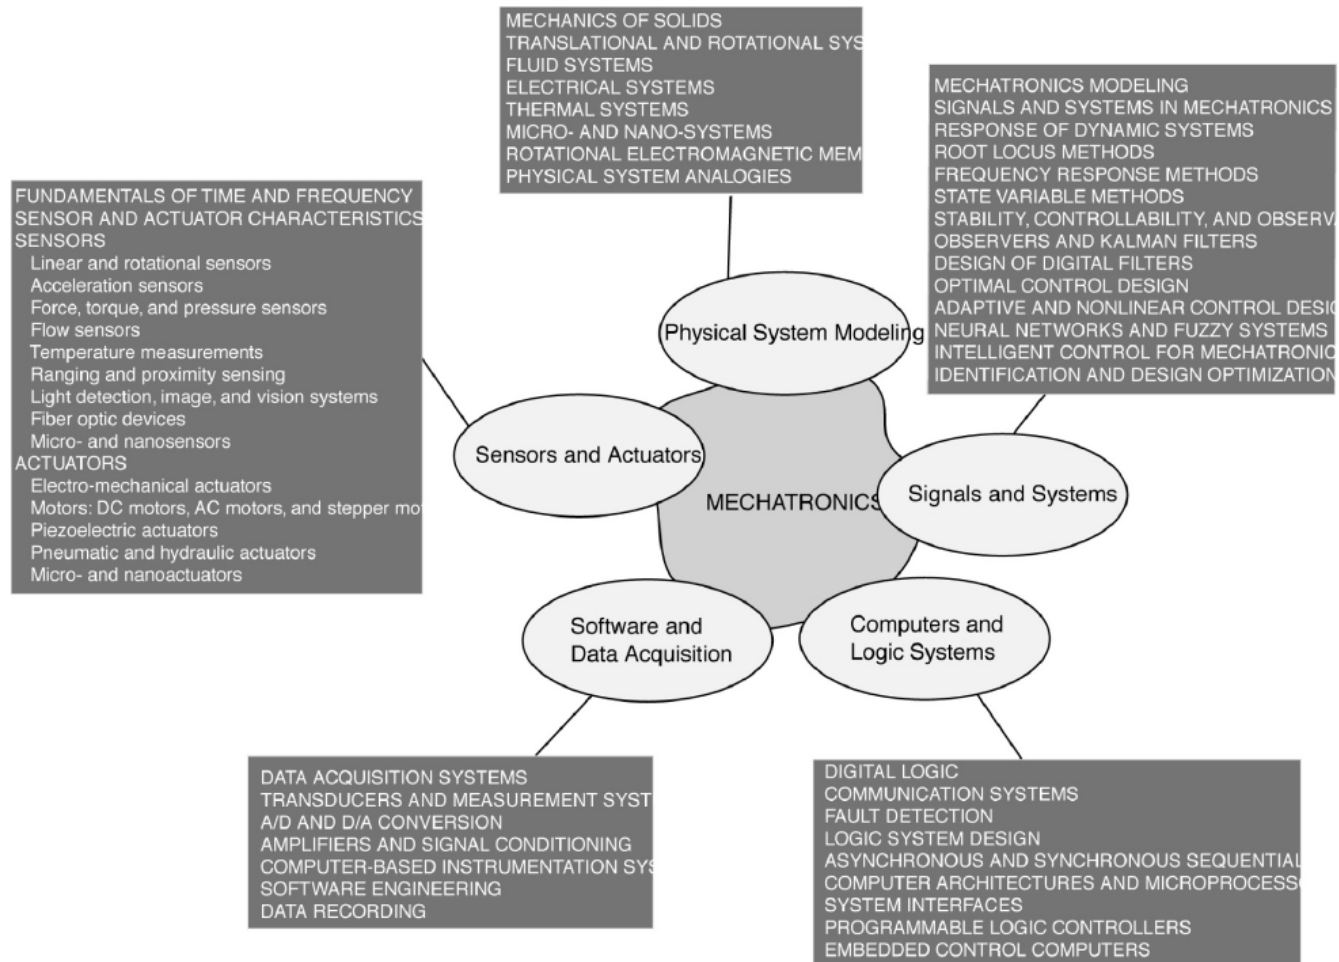 MECHANICS OF SOLIDS
TRANSLATIONAL AND ROTATIONAL SYS
FLUID SYSTEMS
ELECTRICAL SYSTEMS
THERMAL SYSTEMS
MICRO- AND NANO-SYSTEMS
ROTATIONAL ELECTROMAGNETIC MEM
PHYSICAL SYSTEM ANALOGIES
MECHATRONICS MODELING
SIGNALS AND SYSTEMS IN MECHATRONICS
RESPONSE OF DYNAMIC SYSTEMS
ROOT LOCUS METHODS
FREQUENCY RESPONSE METHODS
STATE VARIABLE METHODS
STABILITY, CONTROLLABILITY, AND OBSERVA
OBSERVERS AND KALMAN FILTERS
DESIGN OF DIGITAL FILTERS
OPTIMAL CONTROL DESIGN
ADAPTIVE AND NONLINEAR CONTROL DESIG
NEURAL NETWORKS AND FUZZY SYSTEMS
INTELLIGENT CONTROL FOR MECHATRONIC
IDENTIFICATION AND DESIGN OPTIMIZATION
FUNDAMENTALS OF TIME AND FREQUENCY
SENSOR AND ACTUATOR CHARACTERISTICS
SENSORS
Linear and rotational sensors
Acceleration sensors
Force, torque, and pressure sensors
Flow sensors
Temperature measurements
Ranging and proximity sensing
Light detection, image, and vision systems
Fiber optic devices
Micro- and nanosensors
ACTUATORS
Electro-mechanical actuators
Motors: DC motors, AC motors, and stepper mot
Piezoelectric actuators
Pneumatic and hydraulic actuators
Micro- and nanoactuators
Physical System Modeling
Sensors and Actuators
MECHATRONICS
Signals and Systems
Software and
Data Acquisition
Computers and
Logic Systems
DATA ACQUISITION SYSTEMS
TRANSDUCERS AND MEASUREMENT SYST
A/D AND D/A CONVERSION
AMPLIFIERS AND SIGNAL CONDITIONING
COMPUTER-BASED INSTRUMENTATION SYS
SOFTWARE ENGINEERING
DATA RECORDING
DIGITAL LOGIC
COMMUNICATION SYSTEMS
FAULT DETECTION
LOGIC SYSTEM DESIGN
ASYNCHRONOUS AND SYNCHRONOUS SEQUENTIAL
COMPUTER ARCHITECTURES AND MICROPROCESSO
SYSTEM INTERFACES
PROGRAMMABLE LOGIC CONTROLLERS
EMBEDDED CONTROL COMPUTERS